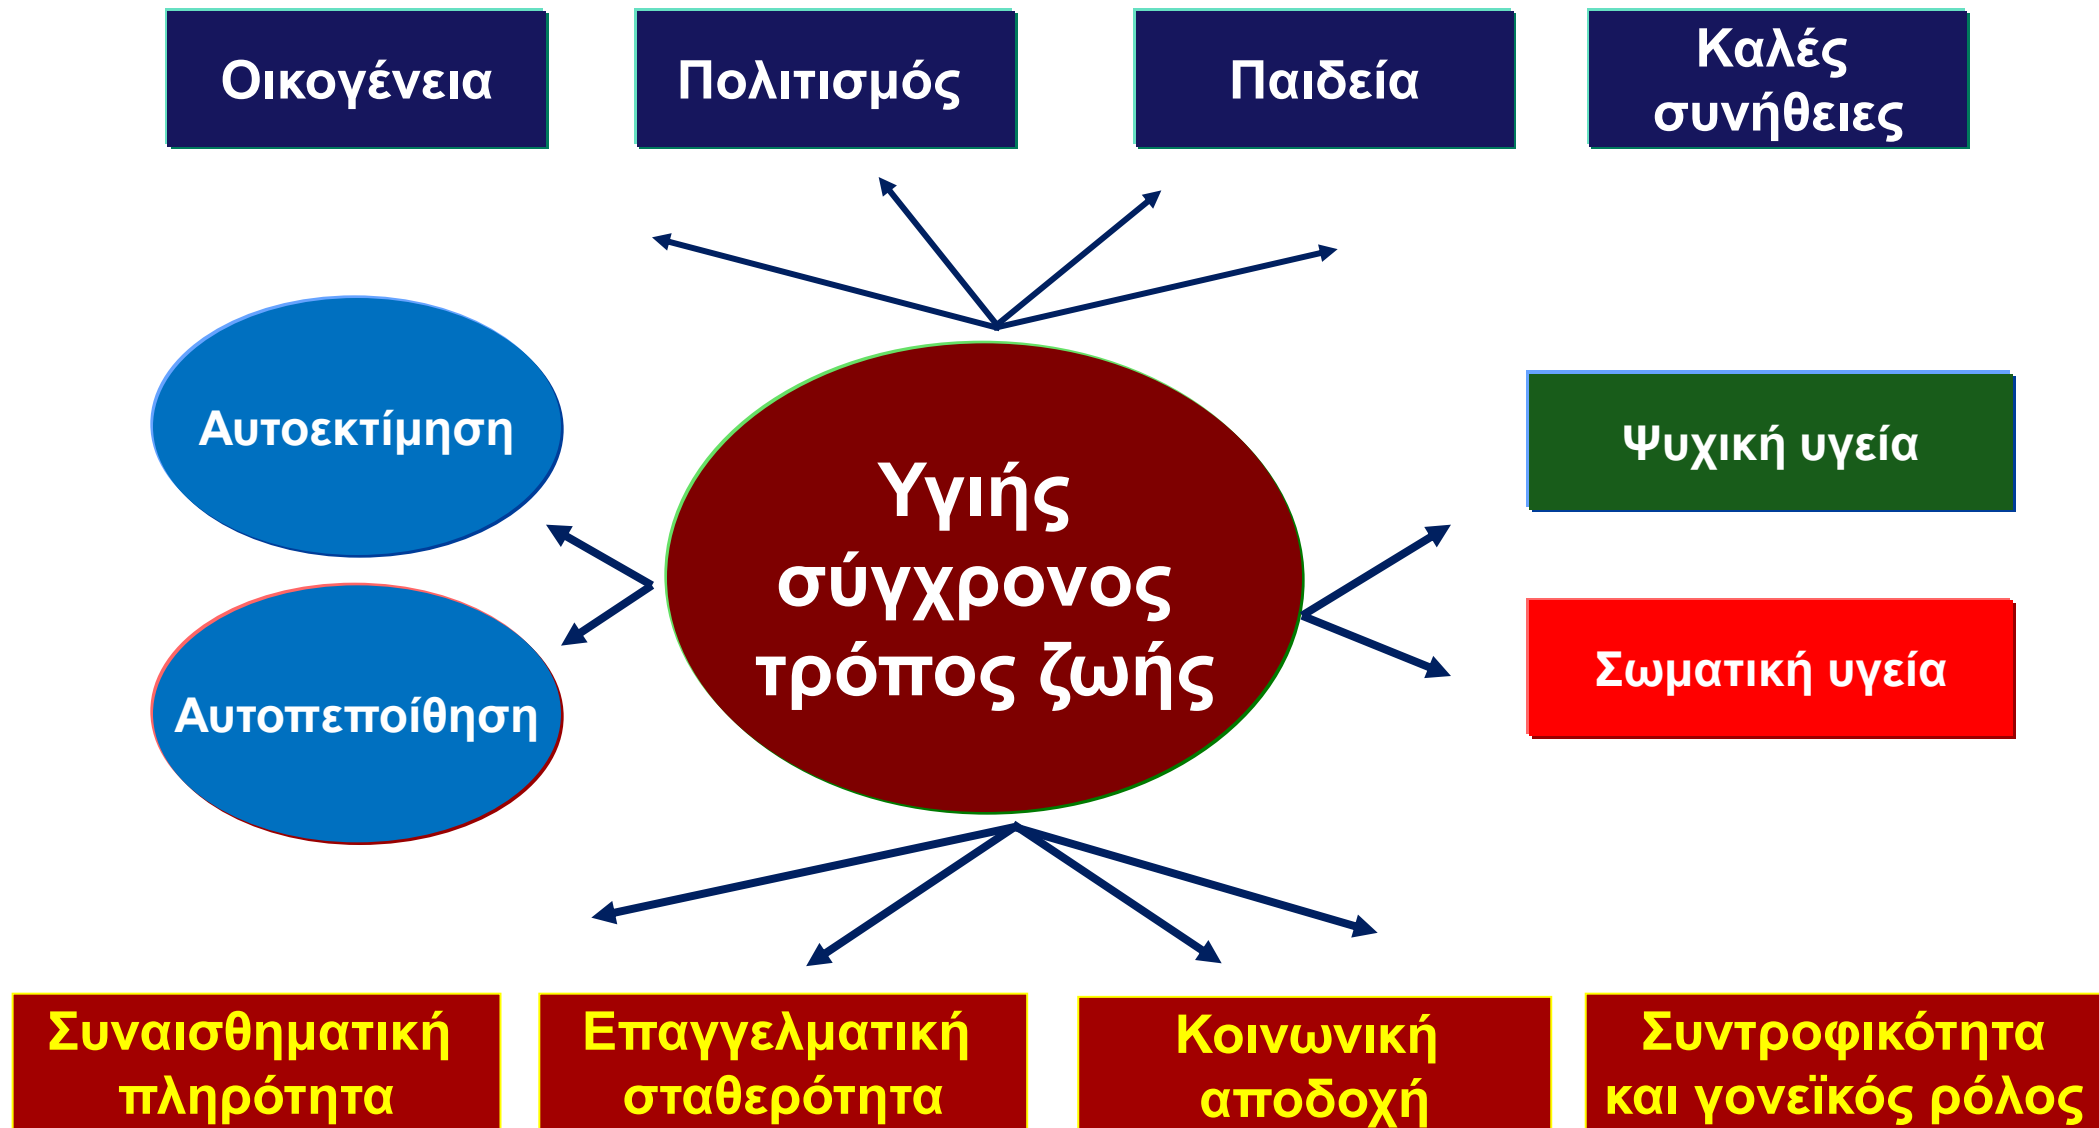 Οικογένεια
Πολιτισμός
Παιδεία
Καλές
συνήθειες
Αυτοεκτίμηση
Αυτοπεποίθηση
Υγιής
σύγχρονος
τρόπος ζωής
Ψυχική υγεία
Σωματική υγεία
Συναισθηματική
πληρότητα
Επαγγελματική
σταθερότητα
Κοινωνική
αποδοχή
Συντροφικότητα
και γονεϊκός ρόλος